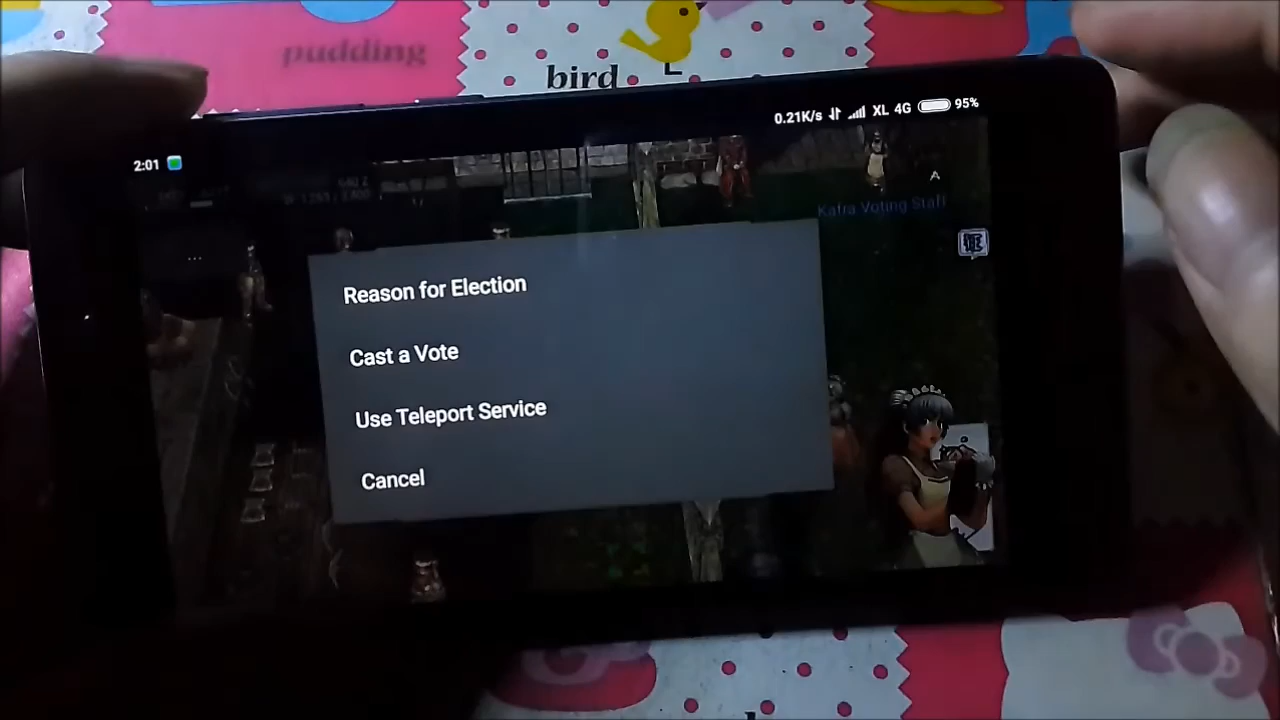 pudding
bird
0.21K/s XL 4G 95%
2:01
A
Kafra Voting Staff
...
Reason for Election
Cast a Vote
Use Teleport Service
Cancel